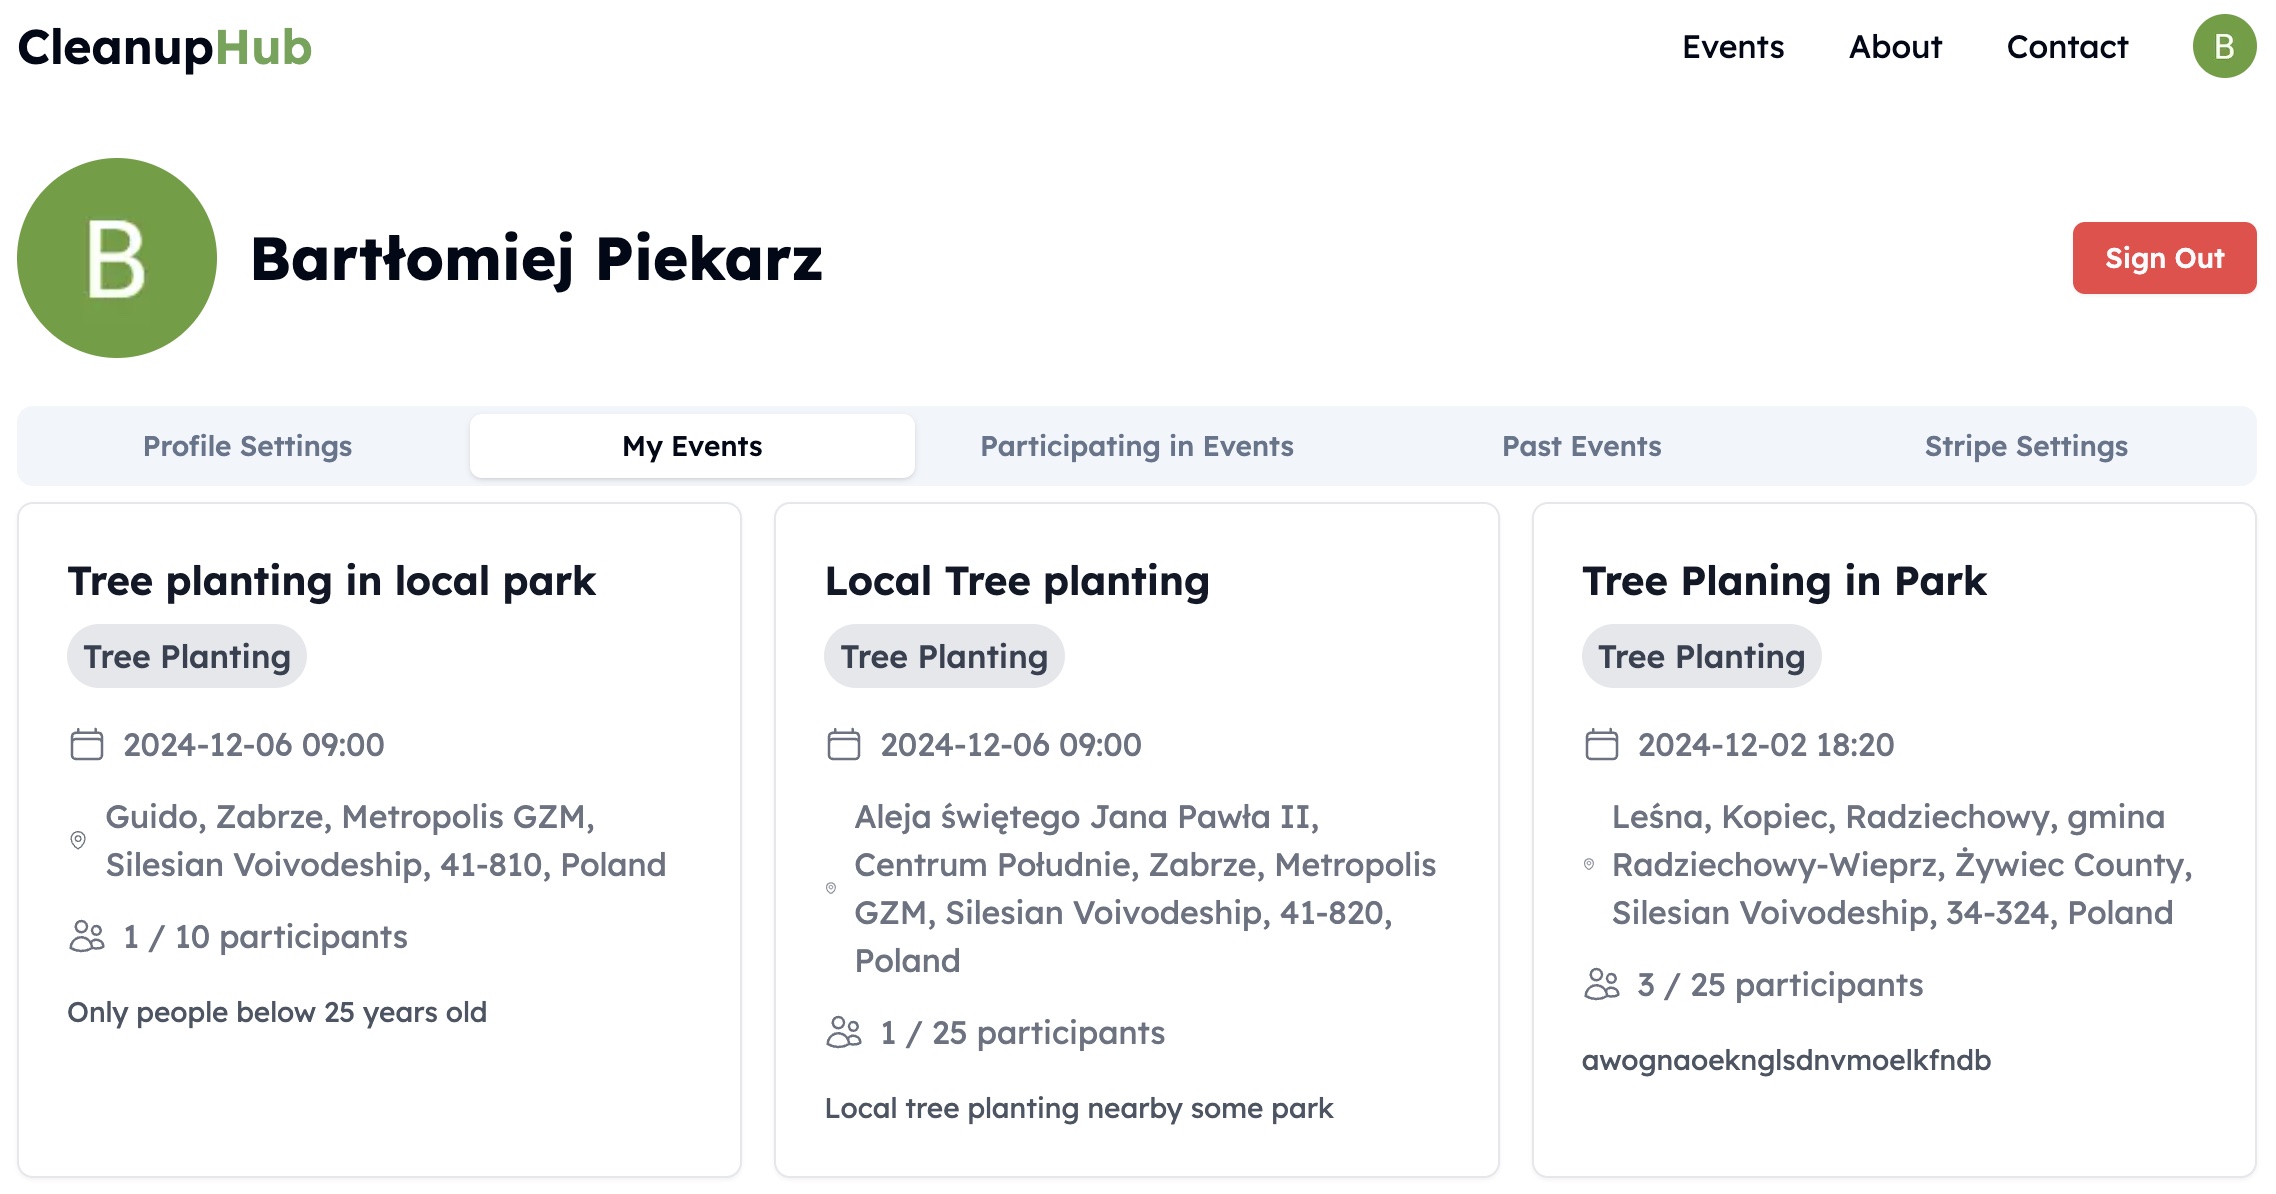 CleanupHub
Events About Contact B
B
Bartłomiej Piekarz
Sign Out
Profile Settings My Events Participating in Events Past Events Stripe Settings
Tree planting in local park
Tree Planting
2024-12-06 09:00
Guido, Zabrze, Metropolis GZM,
Silesian Voivodeship, 41-810, Poland
1 / 10 participants
Only people below 25 years old
Local Tree planting
Tree Planting
2024-12-06 09:00
Aleja świętego Jana Pawła II,
Centrum Południe, Zabrze, Metropolis
GZM, Silesian Voivodeship, 41-820,
Poland
1 / 25 participants
Local tree planting nearby some park
Tree Planing in Park
Tree Planting
2024-12-02 18:20
Leśna, Kopiec, Radziechowy, gmina
Radziechowy-Wieprz, Żywiec County,
Silesian Voivodeship, 34-324, Poland
3 / 25 participants
awognaoeknglsdnvmoelkfndb